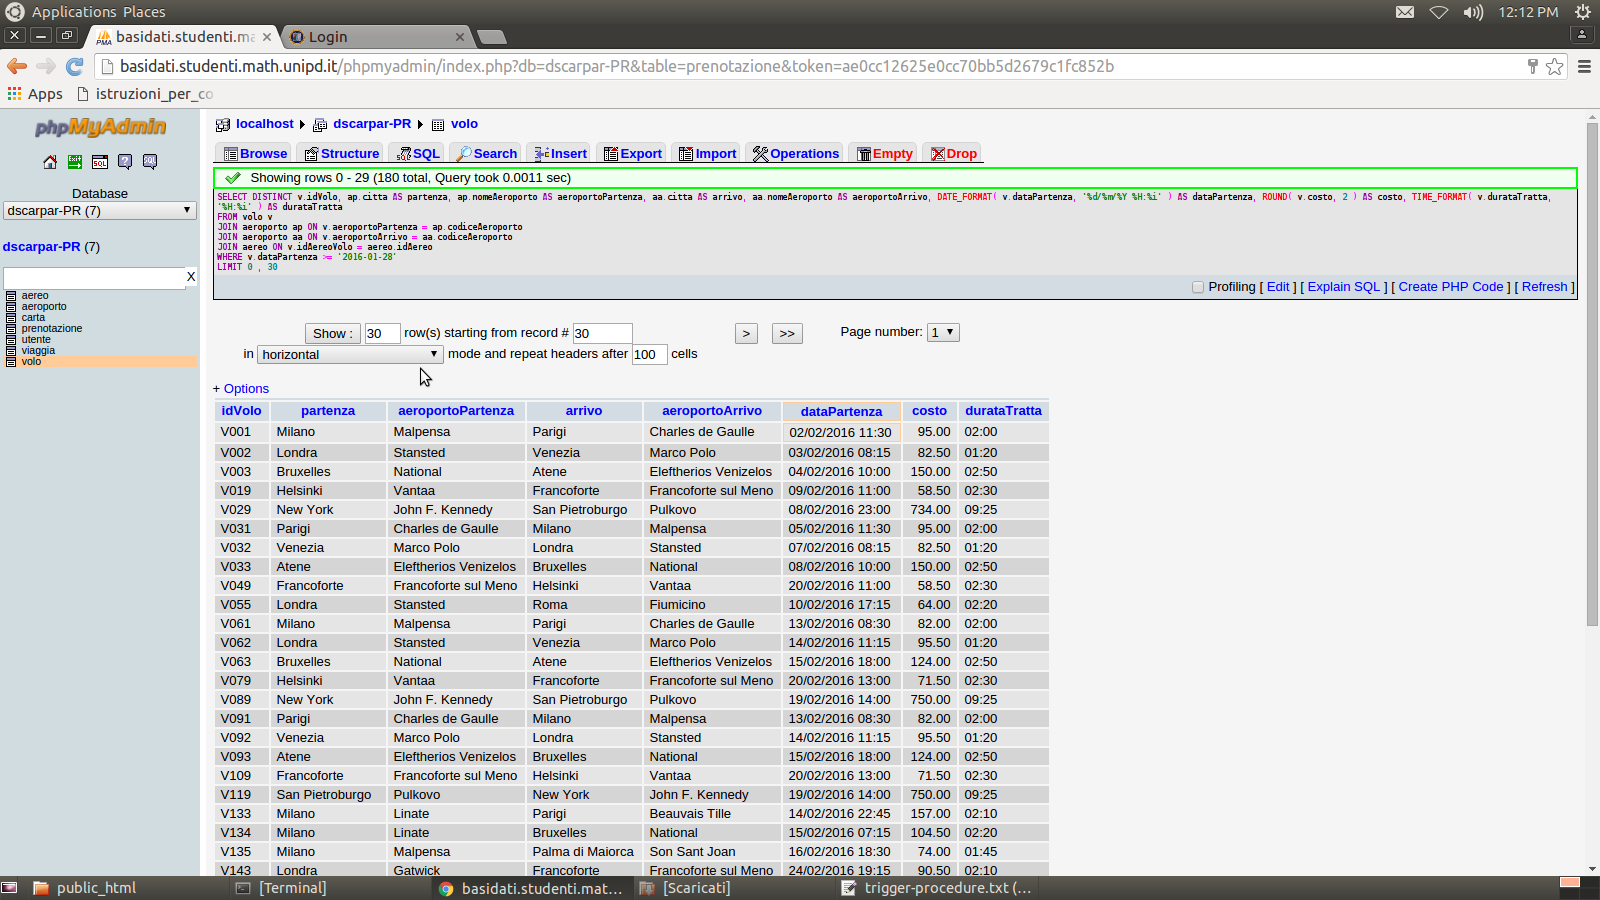 Applications Places
12:12 PM
basidati.studenti.ma
Login
basidati.studenti.math.unipd.it/phpmyadmin/index.php?db=dscarpar-PR&table=prenotazione&token=ae0cc12625e0cc70bb5d2679c1fc852b
Apps istruzioni_per_co
phpMyAdmin
Database
dscarpar-PR (7)
dscarpar-PR (7)
X
aereo
aeroporto
carta
prenotazione
utente
viaggia
volo
localhost dscarpar-PR volo
Browse Structure SQL Search Insert Export Import Operations Empty Drop
Showing rows 0 - 29 (180 total, Query took 0.0011 sec)
SELECT DISTINCT v.idVolo, ap.citta AS partenza, ap.nomeAeroporto AS aeroportoPartenza, aa.citta AS arrivo, aa.nomeAeroporto AS aeroportoArrivo, DATE_FORMAT( v.dataPartenza, '%d/%m/%Y %H:%i' ) AS dataPartenza, ROUND( v.costo, 2 ) AS costo, TIME_FORMAT( v.durataTratta,
'%H:%i' ) AS durataTratta
FROM volo v
JOIN aeroporto ap ON v.aeroportoPartenza = ap.codiceAeroporto
JOIN aeroporto aa ON v.aeroportoArrivo = aa.codiceAeroporto
JOIN aereo ON v.idAereoVolo = aereo.idAereo
WHERE v.dataPartenza >= '2016-01-28'
LIMIT 0 , 30
Profiling [ Edit ] [ Explain SQL ] [ Create PHP Code ] [ Refresh ]
Show : 30 row(s) starting from record # 30 > >> Page number: 1
in horizontal mode and repeat headers after 100 cells
+ Options
idVolo partenza aeroportoPartenza arrivo aeroportoArrivo dataPartenza costo durataTratta
V001 Milano Malpensa Parigi Charles de Gaulle 02/02/2016 11:30 95.00 02:00
V002 Londra Stansted Venezia Marco Polo 03/02/2016 08:15 82.50 01:20
V003 Bruxelles National Atene Eleftherios Venizelos 04/02/2016 10:00 150.00 02:50
V019 Helsinki Vantaa Francoforte Francoforte sul Meno 09/02/2016 11:00 58.50 02:30
V029 New York John F. Kennedy San Pietroburgo Pulkovo 08/02/2016 23:00 734.00 09:25
V031 Parigi Charles de Gaulle Milano Malpensa 05/02/2016 11:30 95.00 02:00
V032 Venezia Marco Polo Londra Stansted 07/02/2016 08:15 82.50 01:20
V033 Atene Eleftherios Venizelos Bruxelles National 08/02/2016 10:00 150.00 02:50
V049 Francoforte Francoforte sul Meno Helsinki Vantaa 20/02/2016 11:00 58.50 02:30
V055 Londra Stansted Roma Fiumicino 10/02/2016 17:15 64.00 02:20
V061 Milano Malpensa Parigi Charles de Gaulle 13/02/2016 08:30 82.00 02:00
V062 Londra Stansted Venezia Marco Polo 14/02/2016 11:15 95.50 01:20
V063 Bruxelles National Atene Eleftherios Venizelos 15/02/2016 18:00 124.00 02:50
V079 Helsinki Vantaa Francoforte Francoforte sul Meno 20/02/2016 13:00 71.50 02:30
V089 New York John F. Kennedy San Pietroburgo Pulkovo 19/02/2016 14:00 750.00 09:25
V091 Parigi Charles de Gaulle Milano Malpensa 13/02/2016 08:30 82.00 02:00
V092 Venezia Marco Polo Londra Stansted 14/02/2016 11:15 95.50 01:20
V093 Atene Eleftherios Venizelos Bruxelles National 15/02/2016 18:00 124.00 02:50
V109 Francoforte Francoforte sul Meno Helsinki Vantaa 20/02/2016 13:00 71.50 02:30
V119 San Pietroburgo Pulkovo New York John F. Kennedy 19/02/2016 14:00 750.00 09:25
V133 Milano Linate Parigi Beauvais Tille 14/02/2016 22:45 157.00 02:10
V134 Milano Linate Bruxelles National 15/02/2016 07:15 104.50 02:20
V135 Milano Malpensa Palma di Maiorca Son Sant Joan 16/02/2016 18:30 74.00 01:45
V143 Londra Gatwick Francoforte Francoforte sul Meno 24/02/2016 19:15 90.50 02:10
public_html [Terminal] basidati.studenti.mat... [Scaricati] trigger-procedure.txt (...